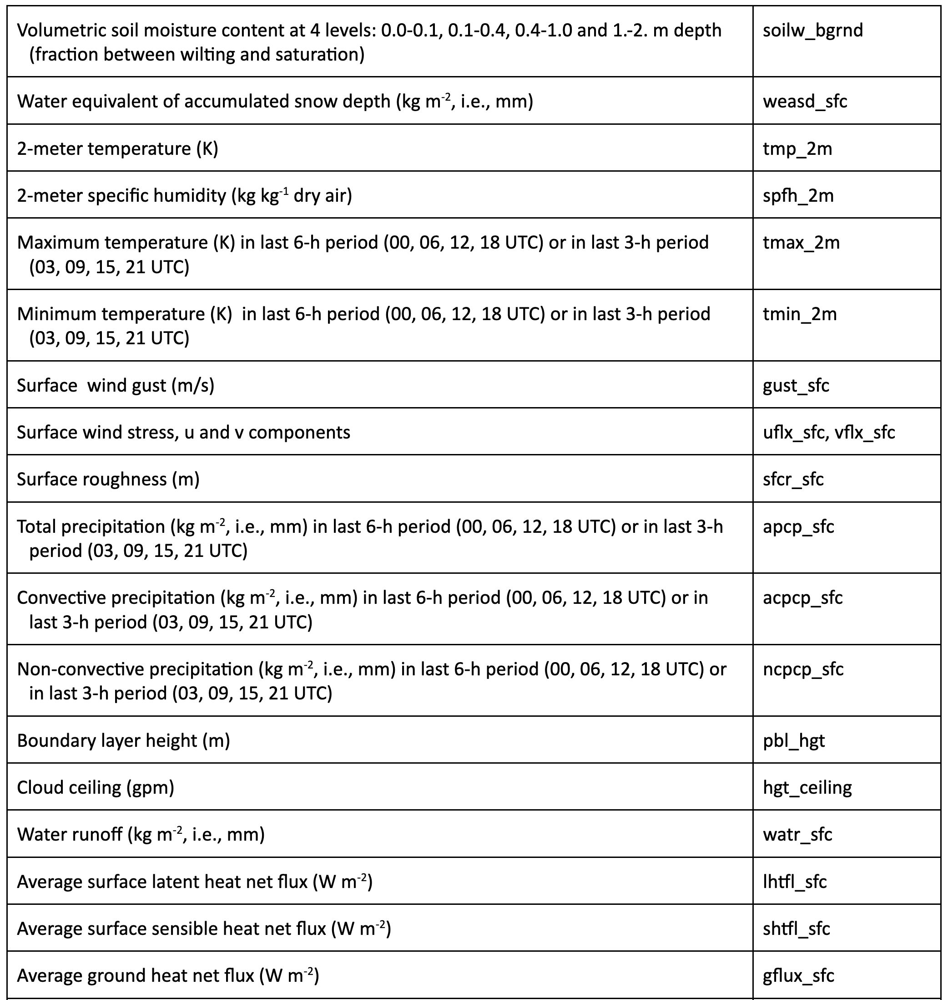 Volumetric soil moisture content at 4 levels: 0.0-0.1, 0.1-0.4, 0.4-1.0 and 1.-2. m depth soilw_bgrnd
(fraction between wilting and saturation)
Water equivalent of accumulated snow depth (kg m⁻², i.e., mm) weasd_sfc
2-meter temperature (K) tmp_2m
2-meter specific humidity (kg kg⁻¹ dry air) spfh_2m
Maximum temperature (K) in last 6-h period (00, 06, 12, 18 UTC) or in last 3-h period tmax_2m
(03, 09, 15, 21 UTC)
Minimum temperature (K)  in last 6-h period (00, 06, 12, 18 UTC) or in last 3-h period tmin_2m
(03, 09, 15, 21 UTC)
Surface  wind gust (m/s) gust_sfc
Surface wind stress, u and v components uflx_sfc, vflx_sfc
Surface roughness (m) sfcr_sfc
Total precipitation (kg m⁻², i.e., mm) in last 6-h period (00, 06, 12, 18 UTC) or in last 3-h apcp_sfc
period (03, 09, 15, 21 UTC)
Convective precipitation (kg m⁻², i.e., mm) in last 6-h period (00, 06, 12, 18 UTC) or in acpcp_sfc
last 3-h period (03, 09, 15, 21 UTC)
Non-convective precipitation (kg m⁻², i.e., mm) in last 6-h period (00, 06, 12, 18 UTC) or ncpcp_sfc
in last 3-h period (03, 09, 15, 21 UTC)
Boundary layer height (m) pbl_hgt
Cloud ceiling (gpm) hgt_ceiling
Water runoff (kg m⁻², i.e., mm) watr_sfc
Average surface latent heat net flux (W m⁻²) lhtfl_sfc
Average surface sensible heat net flux (W m⁻²) shtfl_sfc
Average ground heat net flux (W m⁻²) gflux_sfc